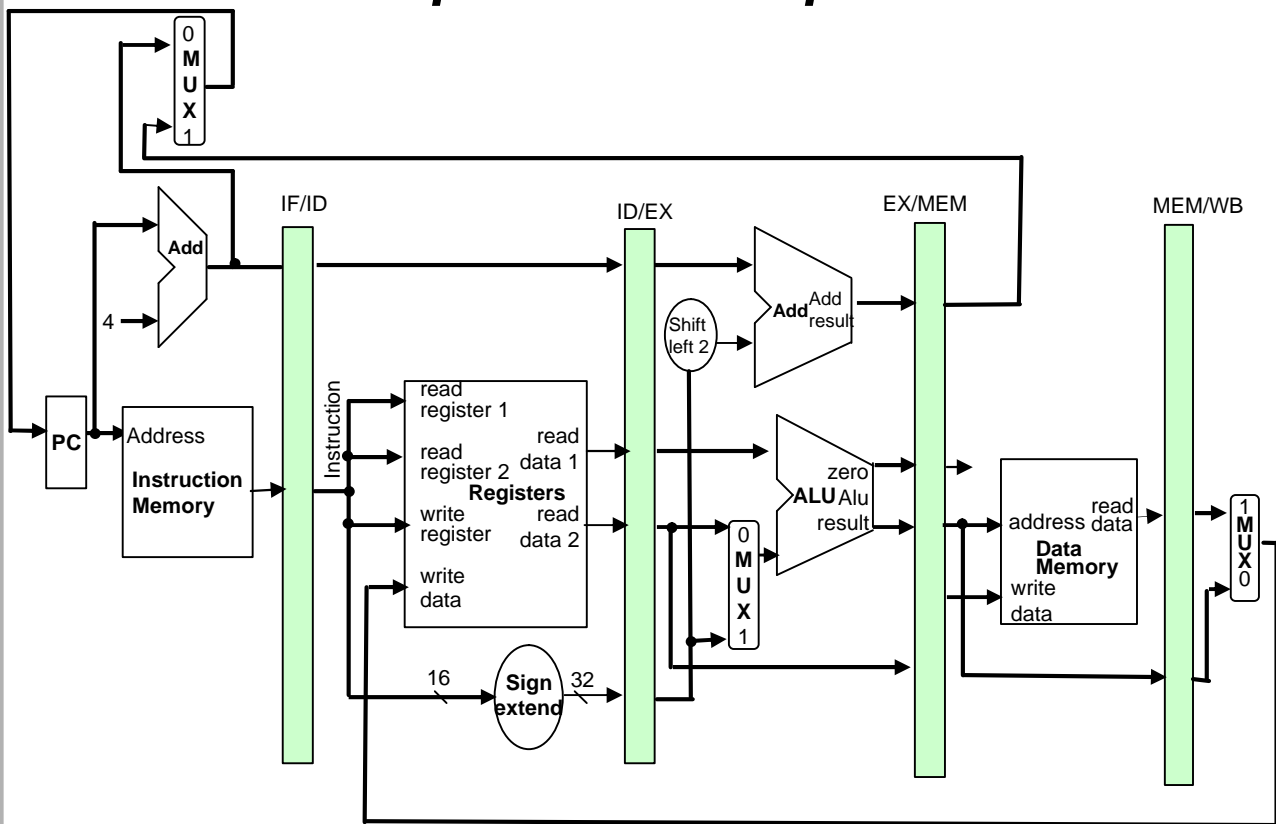 0
M
U
X
1
IF/ID
ID/EX
EX/MEM
MEM/WB
Add
4
Shift
left 2
Add
Add
result
PC
Address
Instruction
Memory
Instruction
read
register 1
read
register 2
Registers
write
register
write
data
read
data 1
read
data 2
16
Sign
extend
32
0
M
U
X
1
zero
ALU
Alu
result
address
read
data
Data
Memory
write
data
1
M
U
X
0